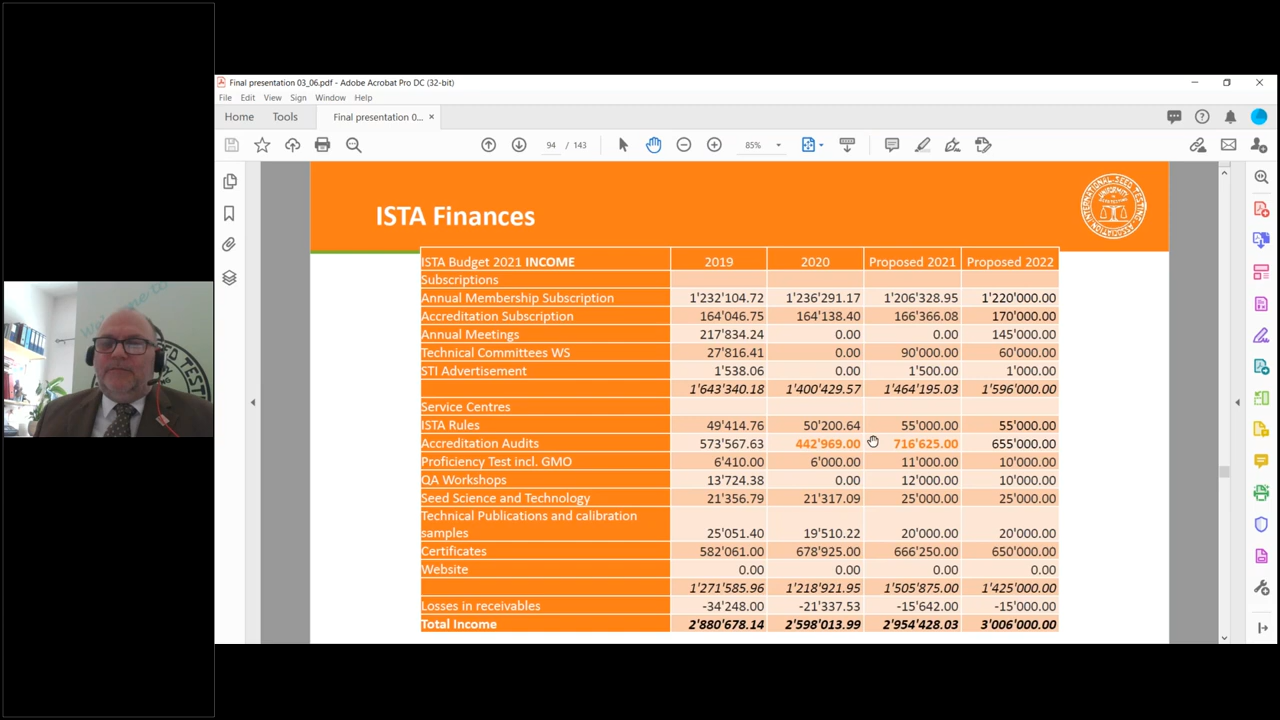 Final presentation 03_06.pdf - Adobe Acrobat Pro DC (32-bit)
File Edit View Sign Window Help
Home Tools Final presentation 0... ×
94 / 143 85%
ISTA Finances
INTERNATIONAL SEED TESTING ASSOCIATION
UNIFORMITY IN SEED TESTING
ISTA Budget 2021 INCOME 2019 2020 Proposed 2021 Proposed 2022
Subscriptions
Annual Membership Subscription 1'232'104.72 1'236'291.17 1'206'328.95 1'220'000.00
Accreditation Subscription 164'046.75 164'138.40 166'366.08 170'000.00
Annual Meetings 217'834.24 0.00 0.00 145'000.00
Technical Committees WS 27'816.41 0.00 90'000.00 60'000.00
STI Advertisement 1'538.06 0.00 1'500.00 1'000.00
1'643'340.18 1'400'429.57 1'464'195.03 1'596'000.00
Service Centres
ISTA Rules 49'414.76 50'200.64 55'000.00 55'000.00
Accreditation Audits 573'567.63 442'969.00 716'625.00 655'000.00
Proficiency Test incl. GMO 6'410.00 6'000.00 11'000.00 10'000.00
QA Workshops 13'724.38 0.00 12'000.00 10'000.00
Seed Science and Technology 21'356.79 21'317.09 25'000.00 25'000.00
Technical Publications and calibration
samples 25'051.40 19'510.22 20'000.00 20'000.00
Certificates 582'061.00 678'925.00 666'250.00 650'000.00
Website 0.00 0.00 0.00 0.00
1'271'585.96 1'218'921.95 1'505'875.00 1'425'000.00
Losses in receivables -34'248.00 -21'337.53 -15'642.00 -15'000.00
Total Income 2'880'678.14 2'598'013.99 2'954'428.03 3'006'000.00